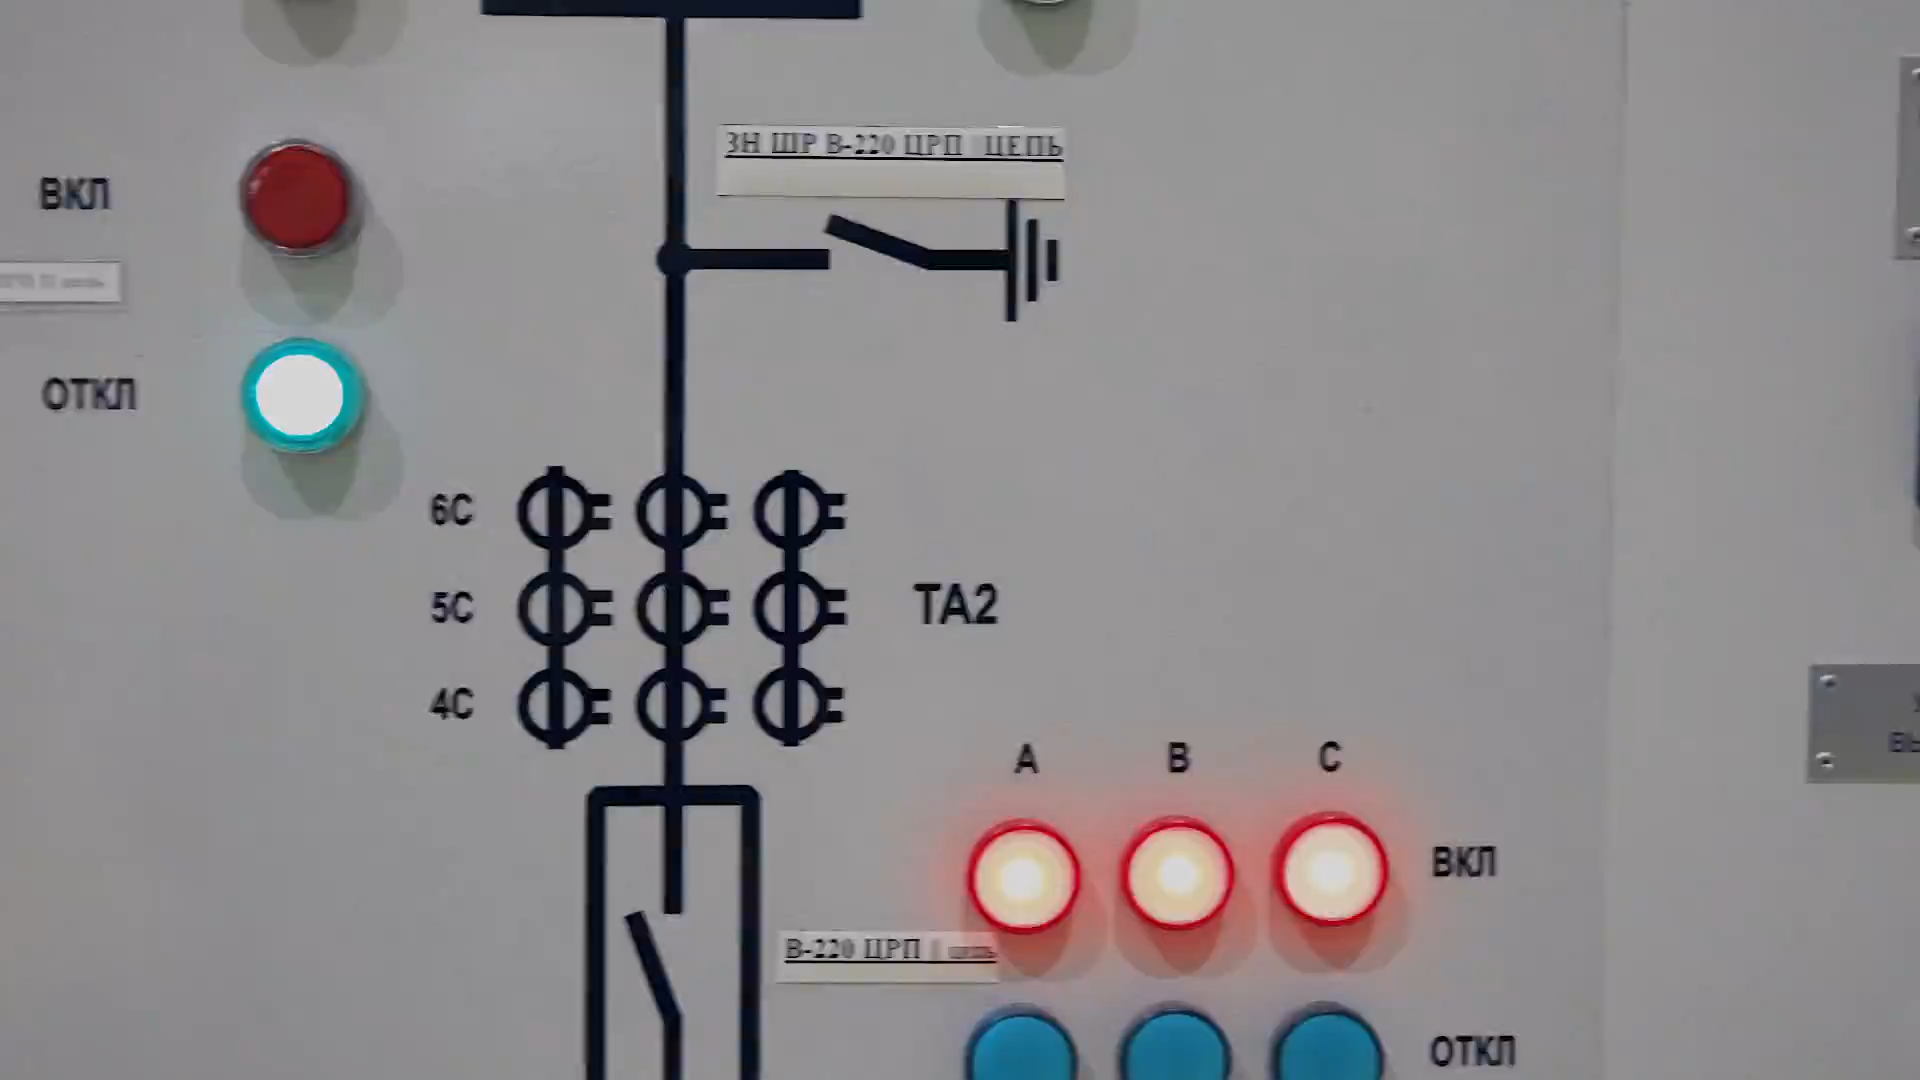 ЗН ШР В-220 ЦРП ЦЕПЬ
ВКЛ
ОТКЛ
6С
5С
ТА2
4С
А В С
ВКЛ
В-220 ЦРП цепь
ОТКЛ